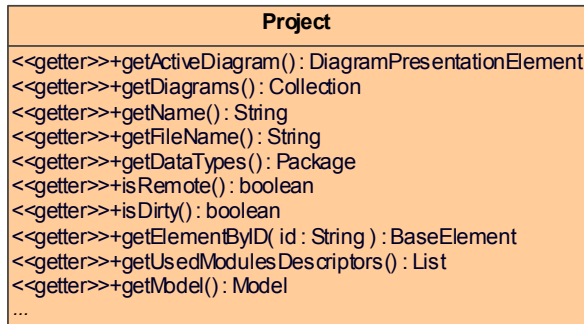 Project
<<getter>>+getActiveDiagram() : DiagramPresentationElement
<<getter>>+getDiagrams() : Collection
<<getter>>+getName() : String
<<getter>>+getFileName() : String
<<getter>>+getDataTypes() : Package
<<getter>>+isRemote() : boolean
<<getter>>+isDirty() : boolean
<<getter>>+getElementByID( id : String ) : BaseElement
<<getter>>+getUsedModulesDescriptors() : List
<<getter>>+getModel() : Model
...